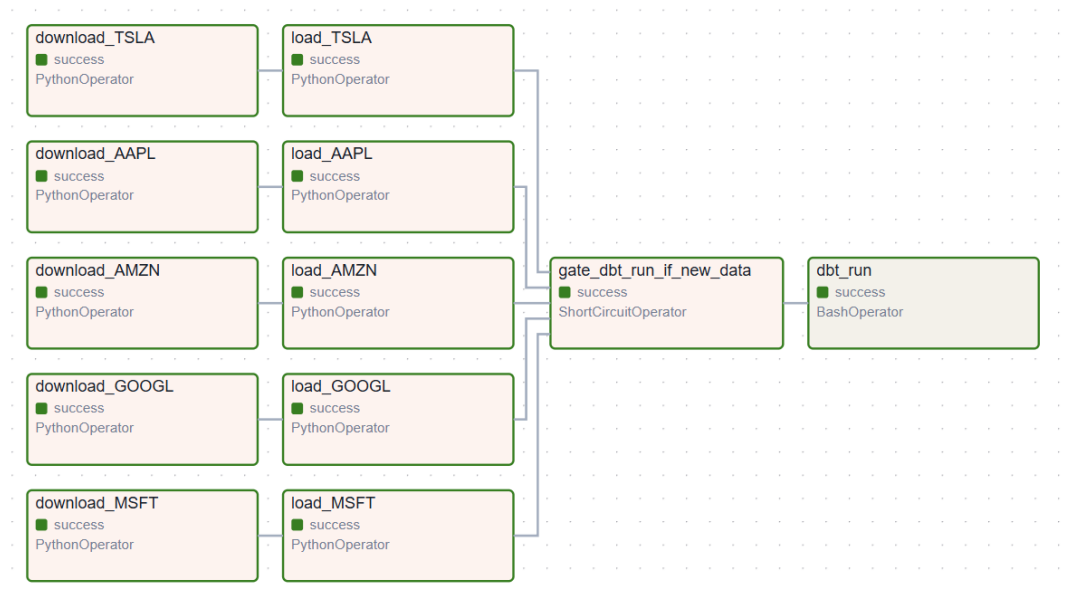 download_TSLA
success
PythonOperator
load_TSLA
success
PythonOperator
download_AAPL
success
PythonOperator
load_AAPL
success
PythonOperator
download_AMZN
success
PythonOperator
load_AMZN
success
PythonOperator
gate_dbt_run_if_new_data
success
ShortCircuitOperator
dbt_run
success
BashOperator
download_GOOGL
success
PythonOperator
load_GOOGL
success
PythonOperator
download_MSFT
success
PythonOperator
load_MSFT
success
PythonOperator